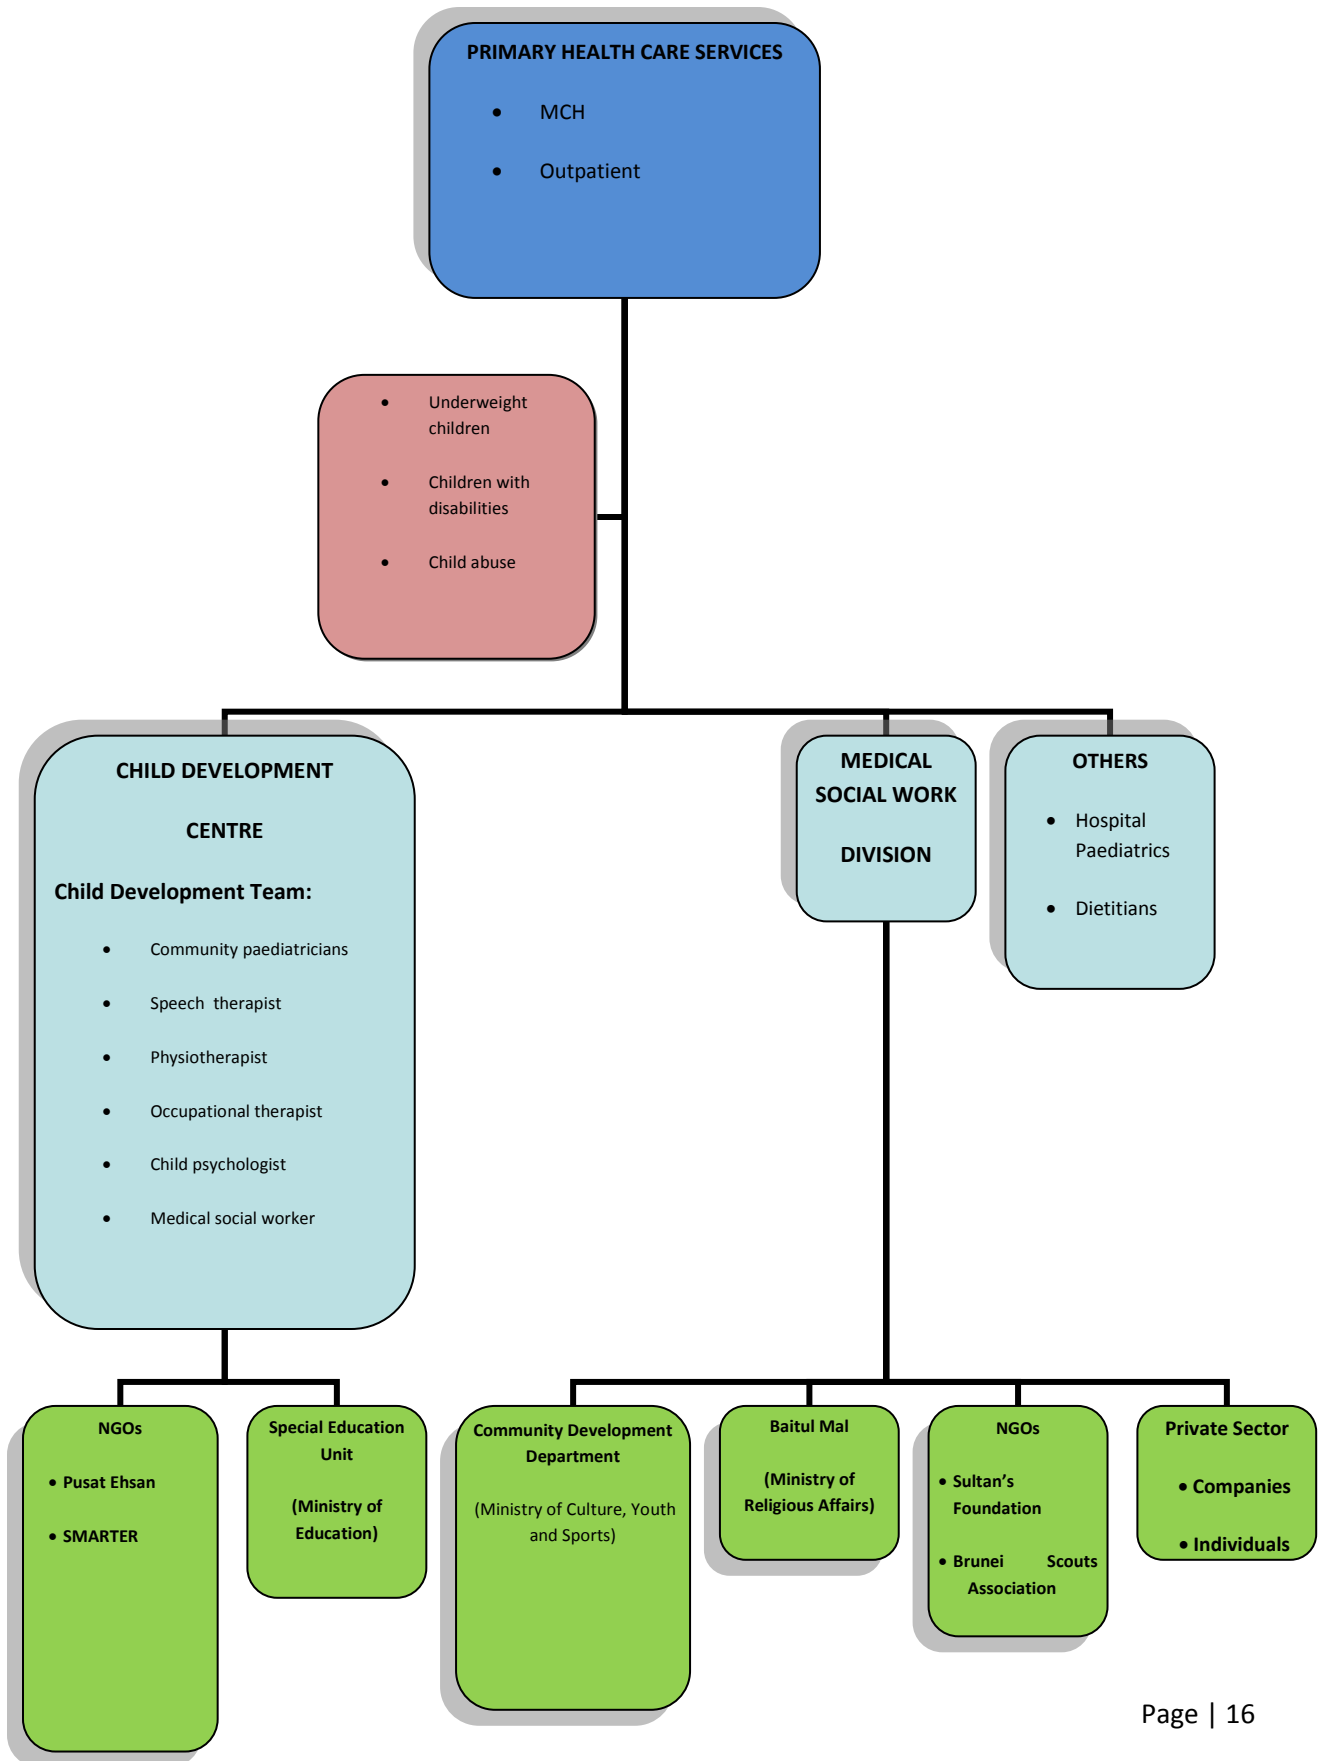 PRIMARY HEALTH CARE SERVICES
• MCH
• Outpatient
• Underweight
children
• Children with
disabilities
• Child abuse
CHILD DEVELOPMENT
CENTRE
Child Development Team:
• Community paediatricians
• Speech therapist
• Physiotherapist
• Occupational therapist
• Child psychologist
• Medical social worker
MEDICAL
SOCIAL WORK
DIVISION
OTHERS
• Hospital
Paediatrics
• Dietitians
NGOs
• Pusat Ehsan
• SMARTER
Special Education
Unit
(Ministry of
Education)
Community Development
Department
(Ministry of Culture, Youth
and Sports)
Baitul Mal
(Ministry of
Religious Affairs)
NGOs
• Sultan’s
Foundation
• Brunei Scouts
Association
Private Sector
• Companies
• Individuals
Page | 16